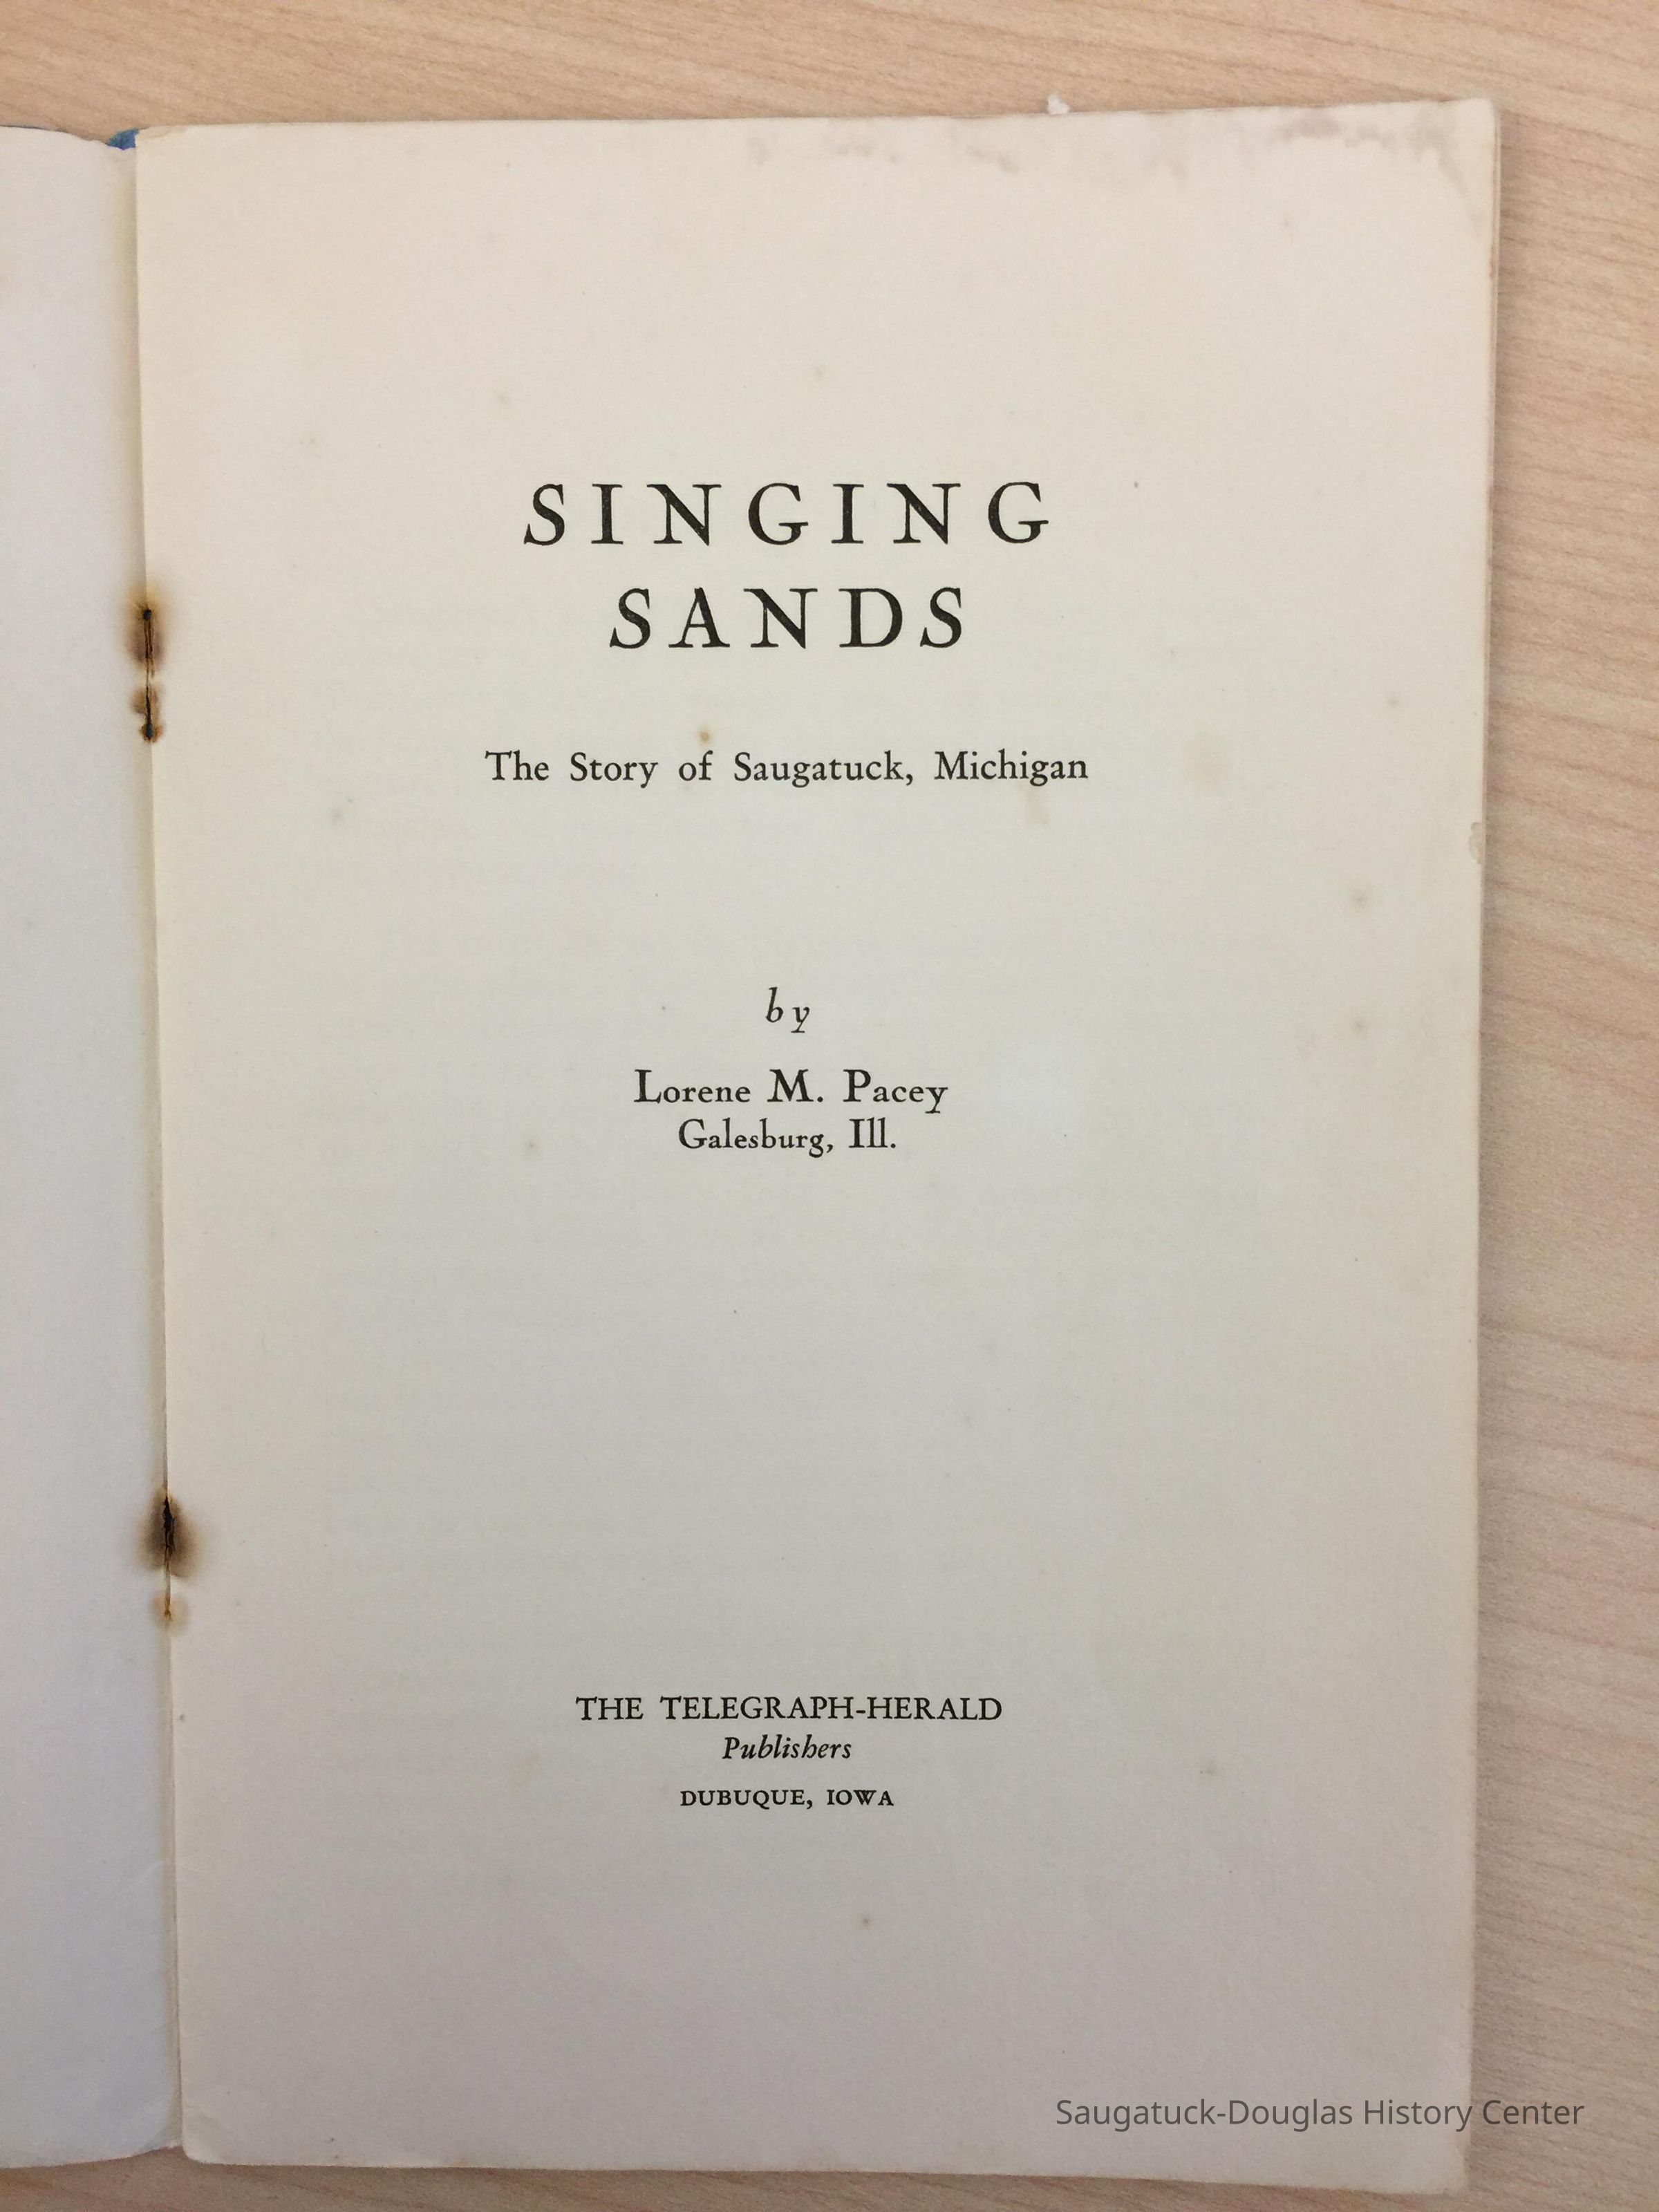 SINGING
SANDS
The Story of Saugatuck, Michigan
by
Lorene M. Pacey
Galesburg, Ill.
THE TELEGRAPH-HERALD
Publishers
DUBUQUE, IOWA
Saugatuck-Douglas History Center